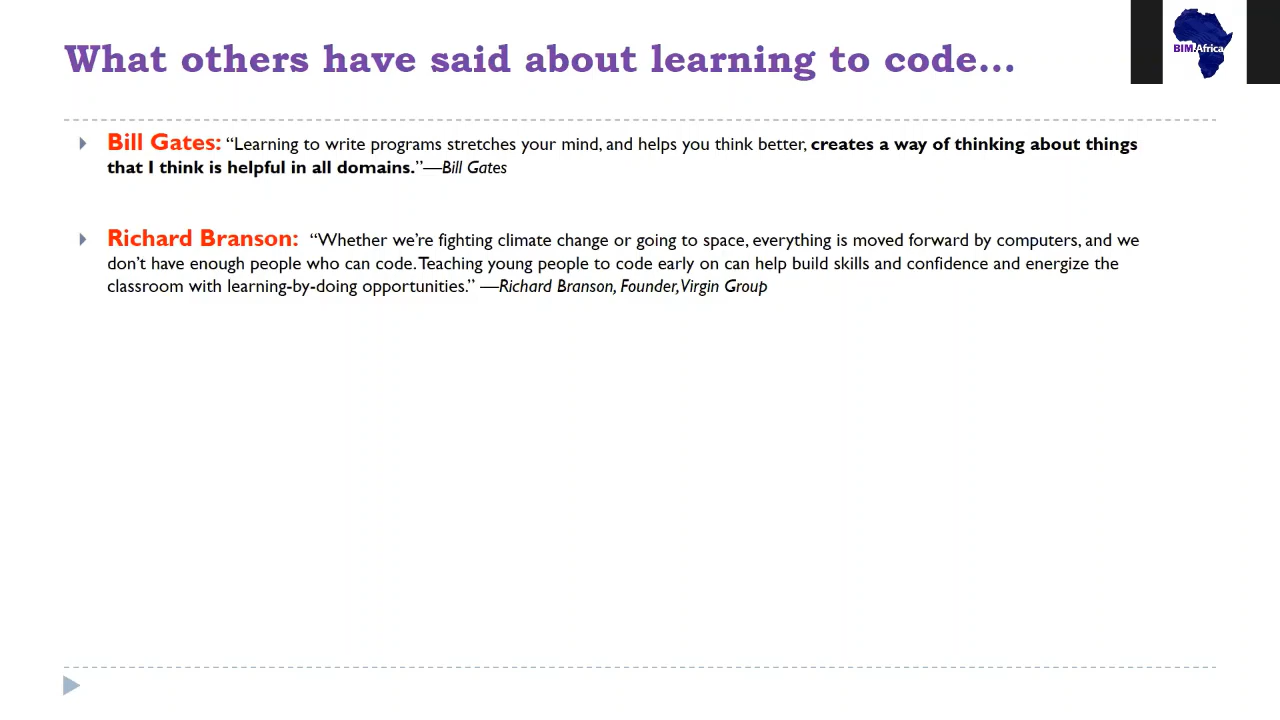 What others have said about learning to code...
BIM.Africa
Bill Gates: “Learning to write programs stretches your mind, and helps you think better, creates a way of thinking about things
that I think is helpful in all domains.”—Bill Gates
Richard Branson: “Whether we’re fighting climate change or going to space, everything is moved forward by computers, and we
don’t have enough people who can code. Teaching young people to code early on can help build skills and confidence and energize the
classroom with learning-by-doing opportunities.” —Richard Branson, Founder, Virgin Group